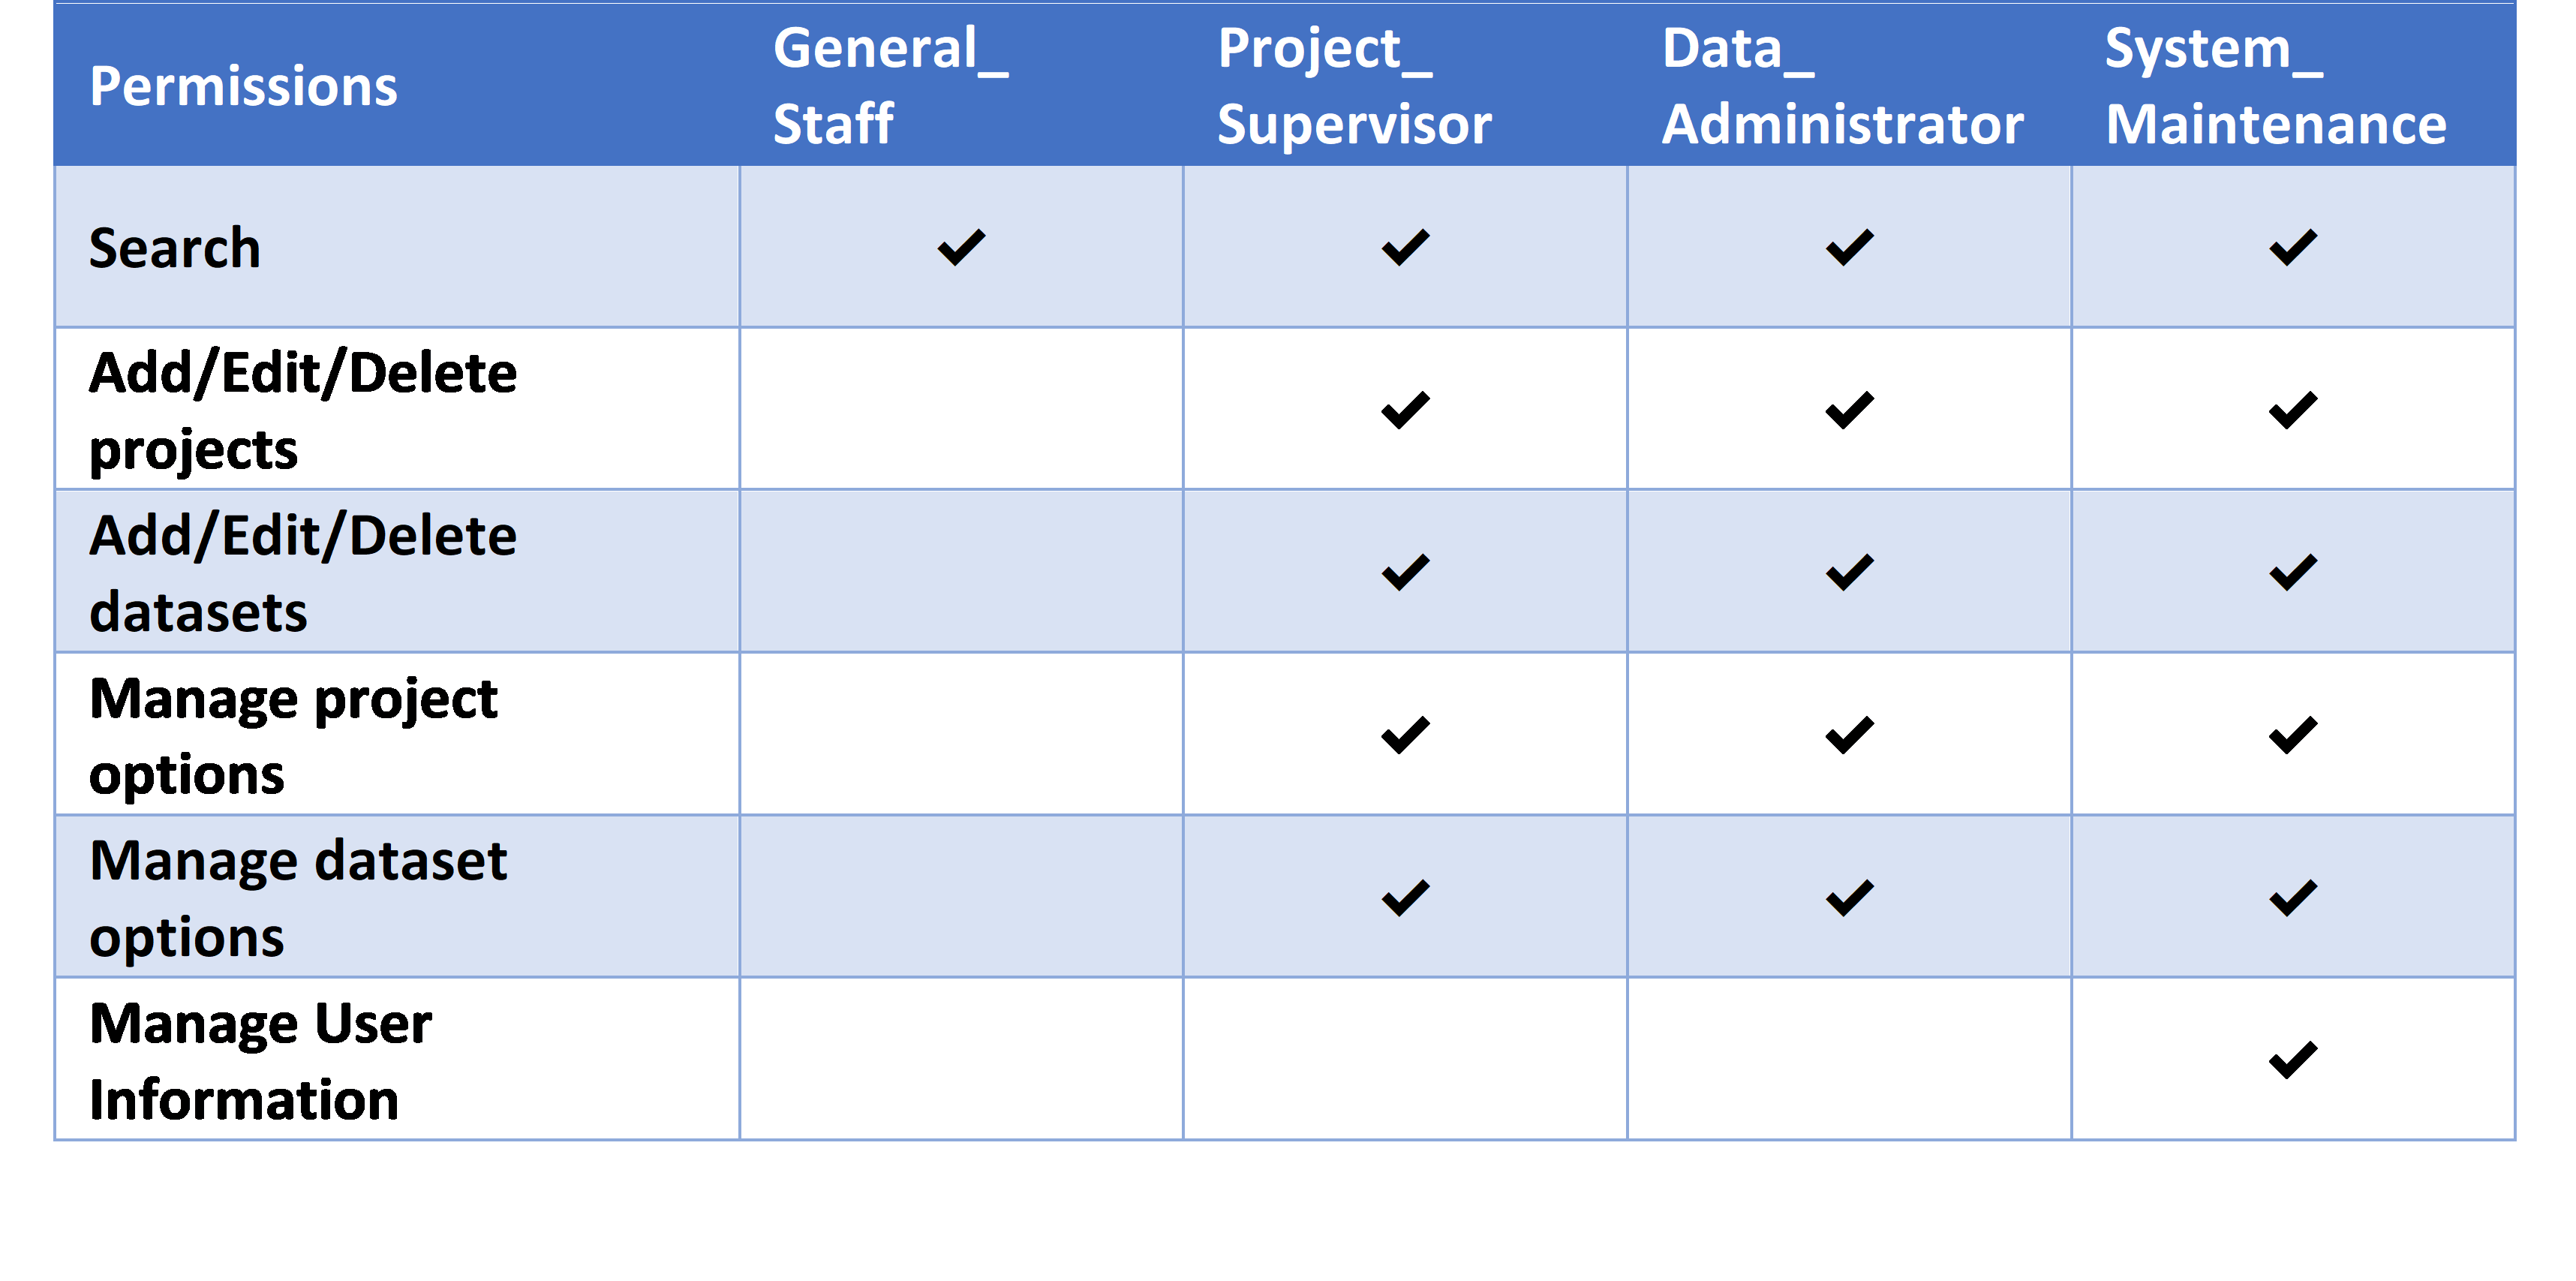 Permissions
General_
Staff
Project_
Supervisor
Data_
Administrator
System_
Maintenance
Search
✓ ✓ ✓ ✓
Add/Edit/Delete
projects
✓ ✓ ✓
Add/Edit/Delete
datasets
✓ ✓ ✓
Manage project
options
✓ ✓ ✓
Manage dataset
options
✓ ✓ ✓
Manage User
Information
✓